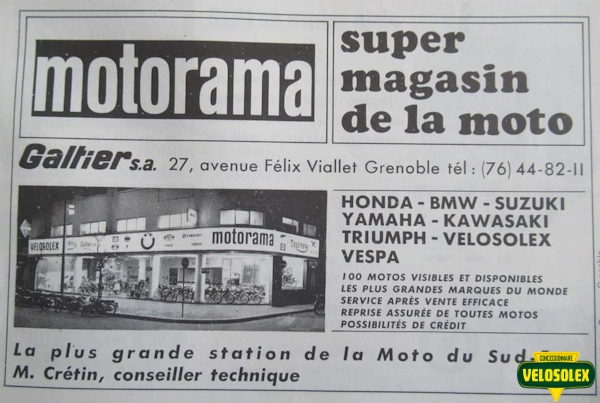 motorama
super
magasin
de la moto
Galtier s.a. 27, avenue Félix Viallet Grenoble tél : (76) 44-82-11
VELOSOLEX
motorama
TRIUMPH
HONDA - BMW - SUZUKI
YAMAHA - KAWASAKI
TRIUMPH - VELOSOLEX
VESPA
100 MOTOS VISIBLES ET DISPONIBLES
LES PLUS GRANDES MARQUES DU MONDE
SERVICE APRÈS VENTE EFFICACE
REPRISE ASSURÉE DE TOUTES MOTOS
POSSIBILITÉS DE CRÉDIT
La plus grande station de la Moto du Sud-
M. Crétin, conseiller technique
CONCESSIONNAIRE
VELOSOLEX